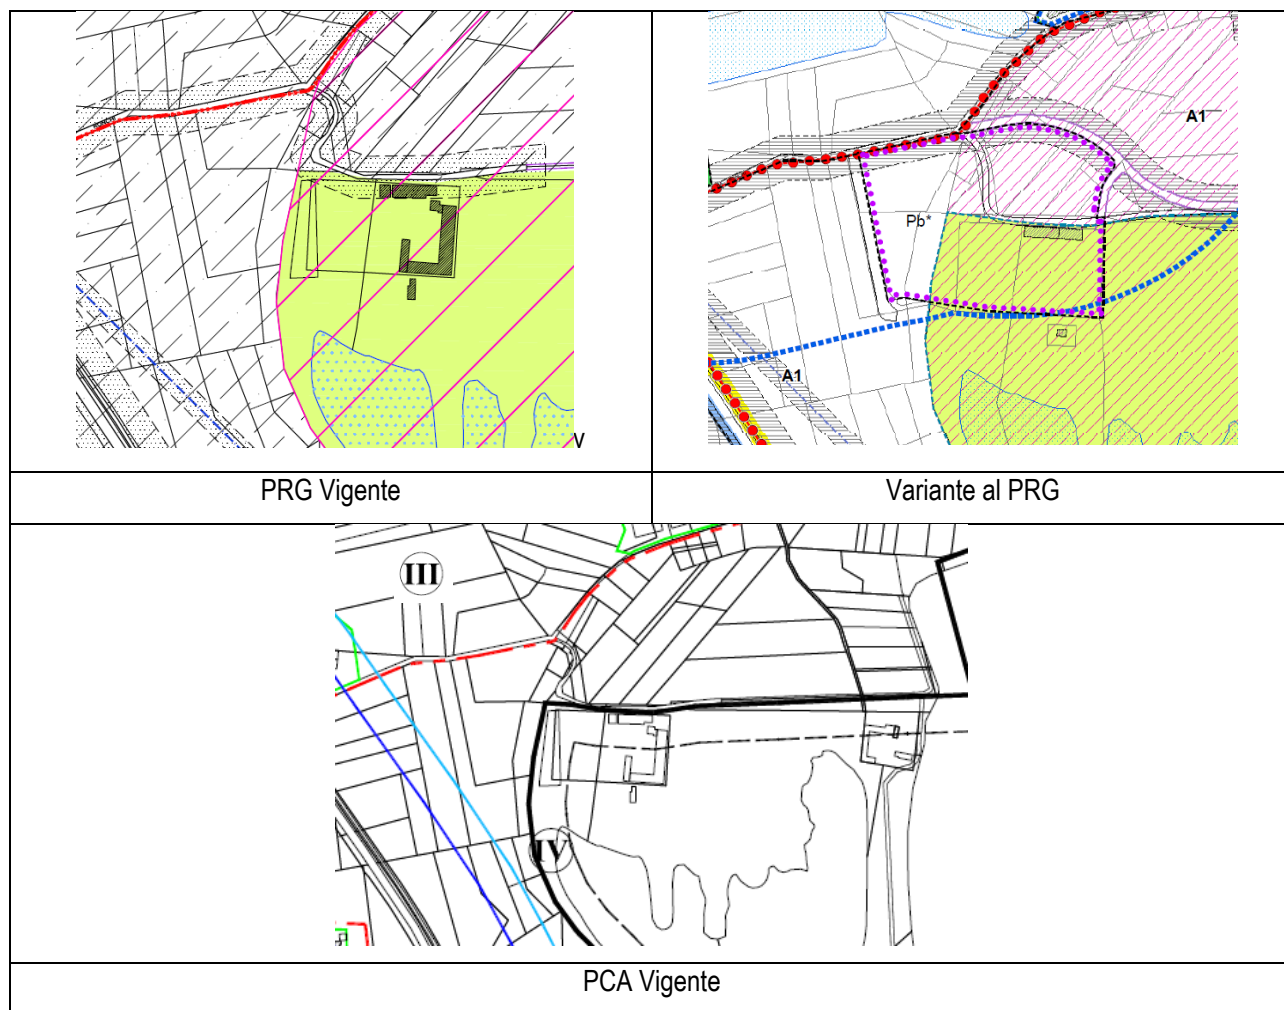 V
A1
Pb*
A1
PRG Vigente
Variante al PRG
III
IV
PCA Vigente